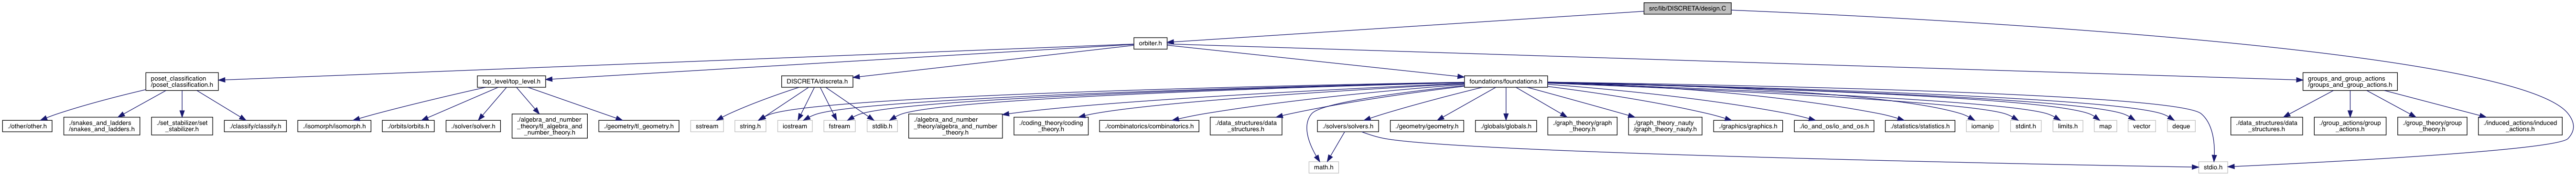 src/lib/DISCRETA/design.C
orbiter.h
poset_classification
/poset_classification.h
top_level/top_level.h
DISCRETA/discreta.h
foundations/foundations.h
groups_and_group_actions
/groups_and_group_actions.h
./other/other.h
./snakes_and_ladders
/snakes_and_ladders.h
./set_stabilizer/set
_stabilizer.h
./classify/classify.h
./isomorph/isomorph.h
./orbits/orbits.h
./solver/solver.h
./algebra_and_number
_theory/tl_algebra_and
_number_theory.h
./geometry/tl_geometry.h
sstream
string.h
iostream
fstream
stdlib.h
./algebra_and_number
_theory/algebra_and_number
_theory.h
./coding_theory/coding
_theory.h
./combinatorics/combinatorics.h
./data_structures/data
_structures.h
./solvers/solvers.h
./geometry/geometry.h
./globals/globals.h
./graph_theory/graph
_theory.h
./graph_theory_nauty
/graph_theory_nauty.h
./graphics/graphics.h
./io_and_os/io_and_os.h
./statistics/statistics.h
iomanip
stdint.h
limits.h
map
vector
deque
./data_structures/data
_structures.h
./group_actions/group
_actions.h
./group_theory/group
_theory.h
./induced_actions/induced
_actions.h
math.h
stdio.h